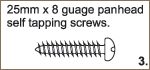 25mm x 8 guage panhead
self tapping screws.
3.